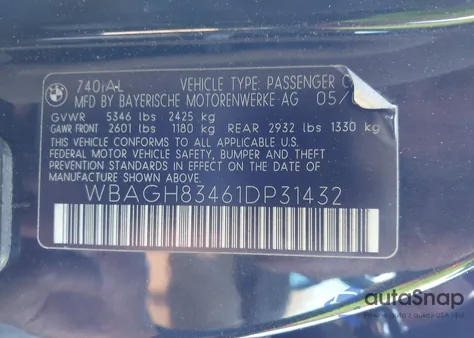 740iAL VEHICLE TYPE: PASSENGER
MFD BY BAYERISCHE MOTORENWERKE AG 05/
GVWR 5346 lbs 2425 kg
GAWR FRONT 2601 lbs 1180 kg REAR 2932 lbs 1330 kg
THIS VEHICLE CONFORMS TO ALL APPLICABLE U.S.
FEDERAL MOTOR VEHICLE SAFETY, BUMPER AND THEFT
PREVENTION STANDARDS IN EFFECT ON THE DATE OF
MANUFACTURE SHOWN ABOVE.
WBAGH83461DP31432
autoSnap